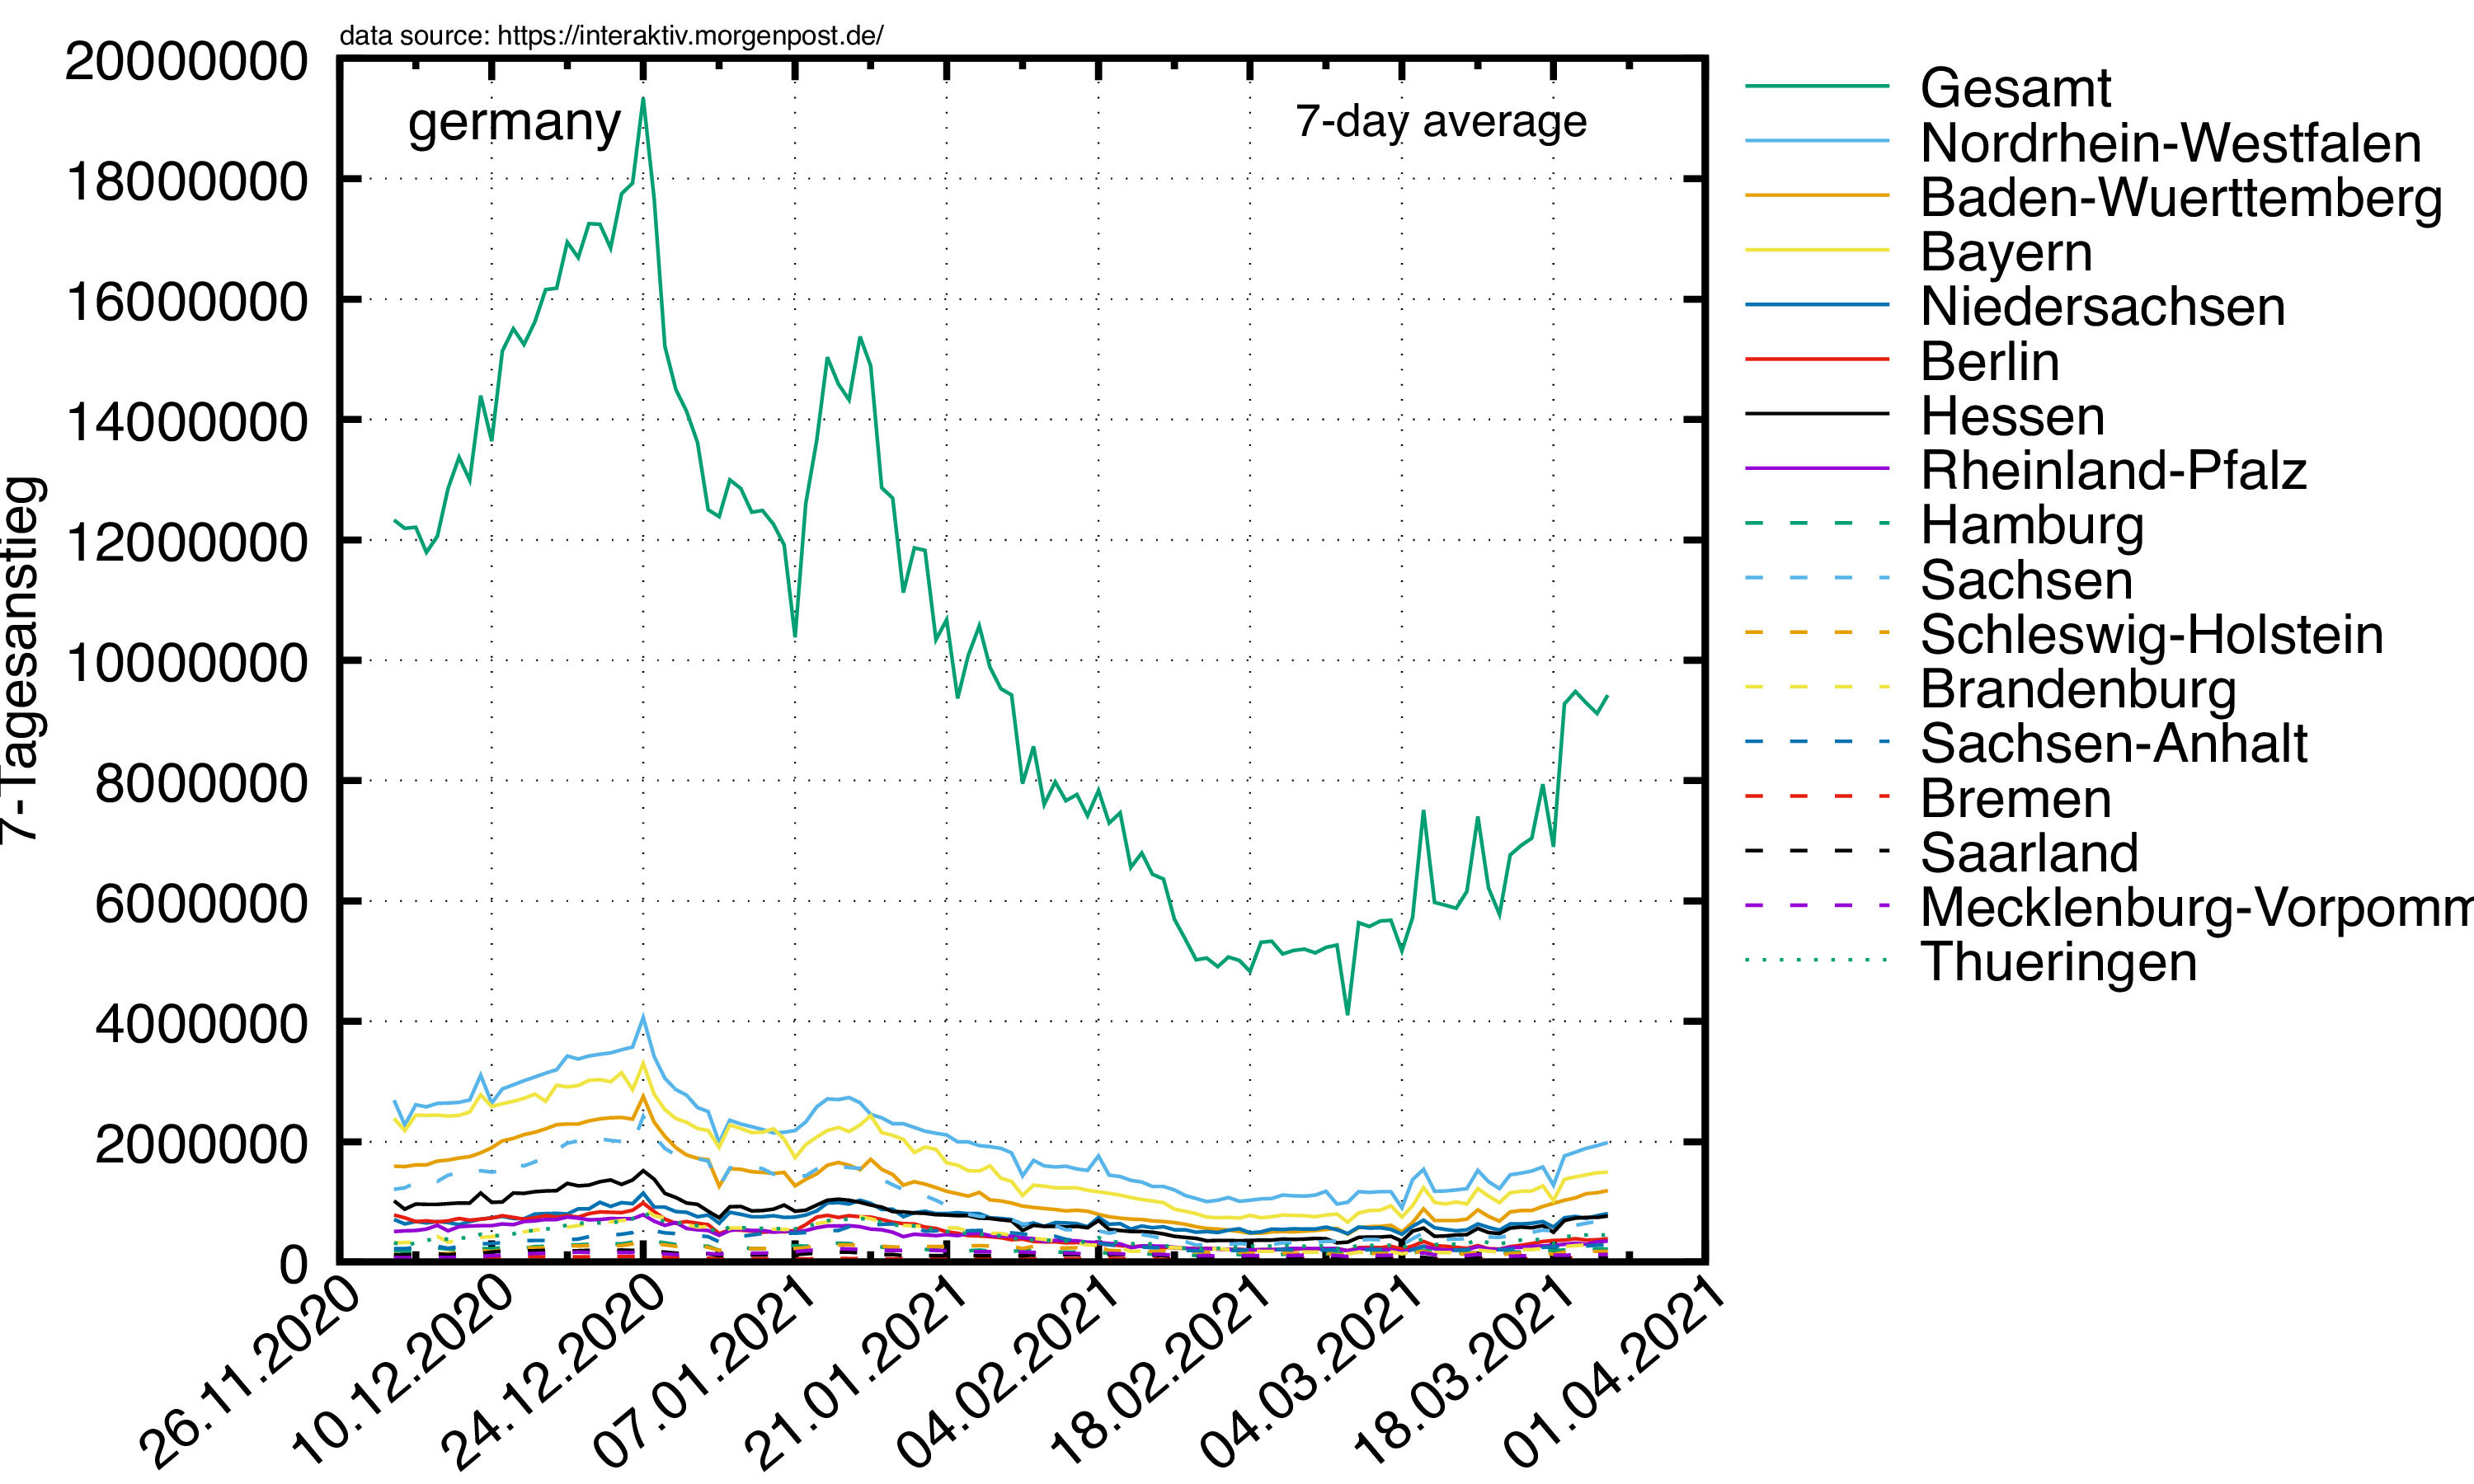 data source: https://interaktiv.morgenpost.de/
germany
7-day average
7-Tagesanstieg
20000000
18000000
16000000
14000000
12000000
10000000
8000000
6000000
4000000
2000000
0
26.11.2020
10.12.2020
24.12.2020
07.01.2021
21.01.2021
04.02.2021
18.02.2021
04.03.2021
18.03.2021
01.04.2021
Gesamt
Nordrhein-Westfalen
Baden-Wuerttemberg
Bayern
Niedersachsen
Berlin
Hessen
Rheinland-Pfalz
Hamburg
Sachsen
Schleswig-Holstein
Brandenburg
Sachsen-Anhalt
Bremen
Saarland
Mecklenburg-Vorpomm
Thueringen